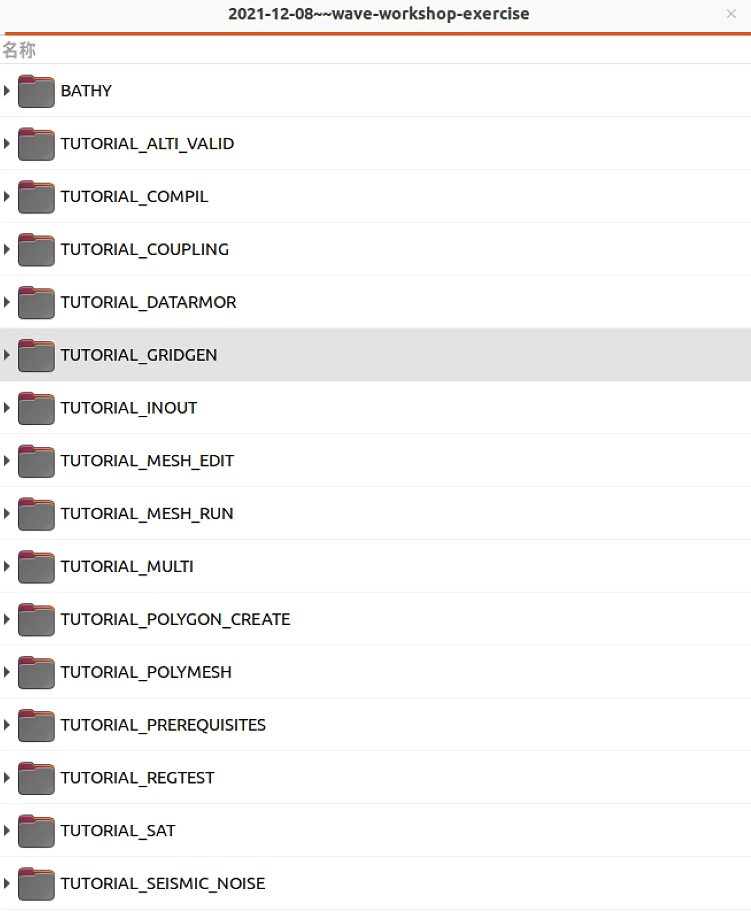 2021-12-08~~wave-workshop-exercise
名称
BATHY
TUTORIAL_ALTI_VALID
TUTORIAL_COMPIL
TUTORIAL_COUPLING
TUTORIAL_DATARMOR
TUTORIAL_GRIDGEN
TUTORIAL_INOUT
TUTORIAL_MESH_EDIT
TUTORIAL_MESH_RUN
TUTORIAL_MULTI
TUTORIAL_POLYGON_CREATE
TUTORIAL_POLYMESH
TUTORIAL_PREREQUISITES
TUTORIAL_REGTEST
TUTORIAL_SAT
TUTORIAL_SEISMIC_NOISE